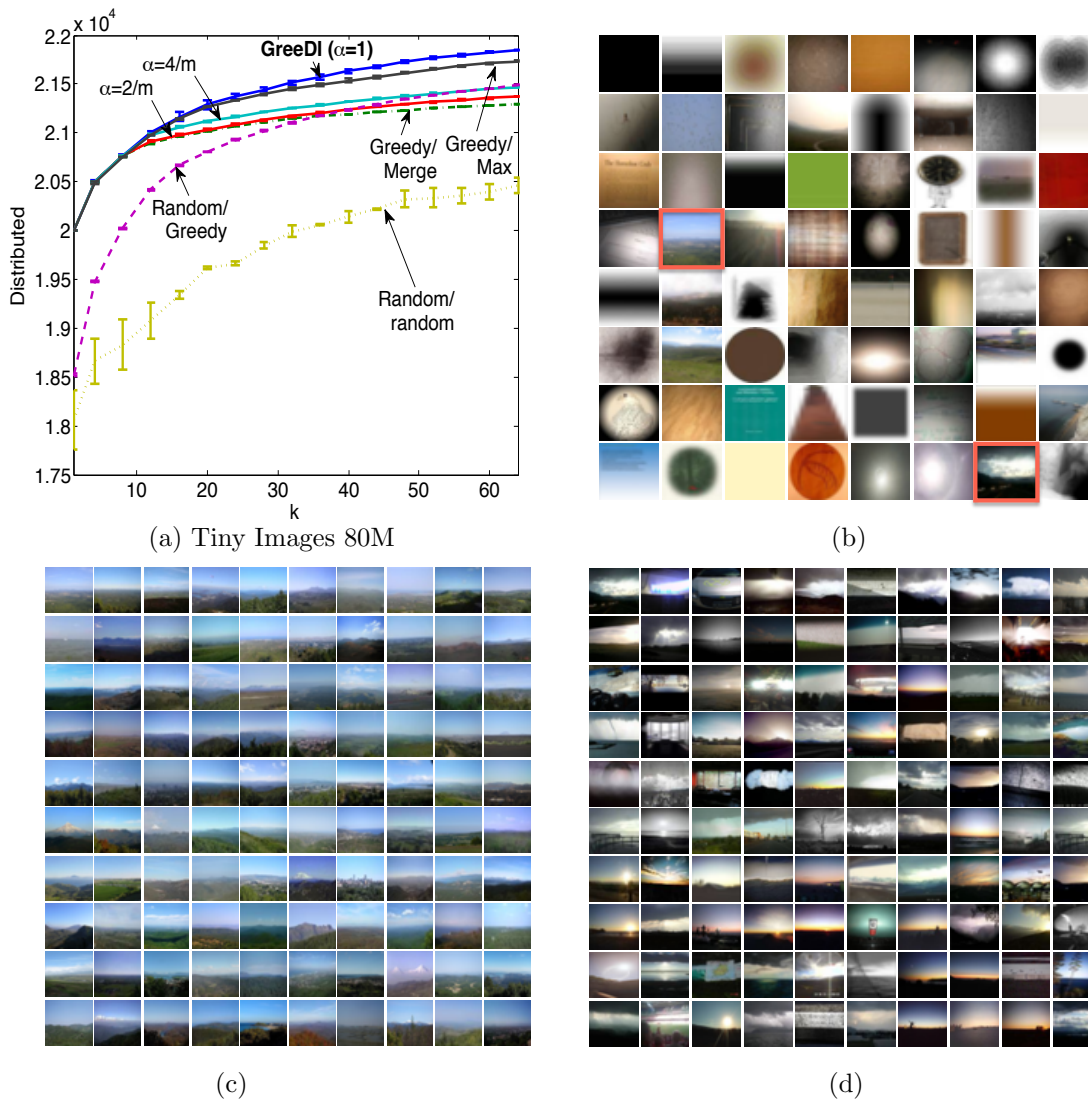 x 10⁴
2.2
2.15
2.1
2.05
2
1.95
1.9
1.85
1.8
1.75
Distributed
GreeDI (α=1)
α=4/m
α=2/m
Greedy/
Merge
Greedy/
Max
Random/
Greedy
Random/
random
10 20 30 40 50 60
k
(a) Tiny Images 80M
(b)
(c)
(d)